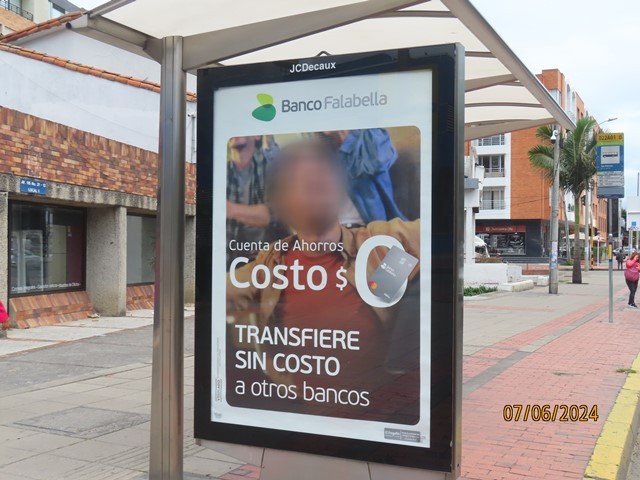 JCDecaux
Banco Falabella
Cuenta de Ahorros
Costo $0
TRANSFIERE
SIN COSTO
a otros bancos
07/06/2024